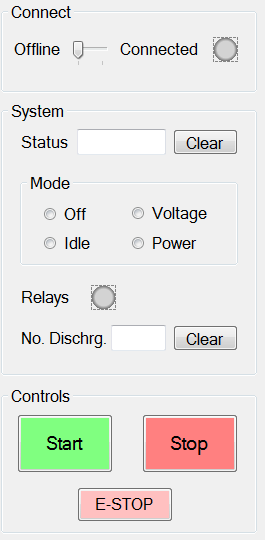 Connect
Offline Connected
System
Status Clear
Mode
Off Voltage
Idle Power
Relays
No. Dischrg. Clear
Controls
Start Stop
E-STOP